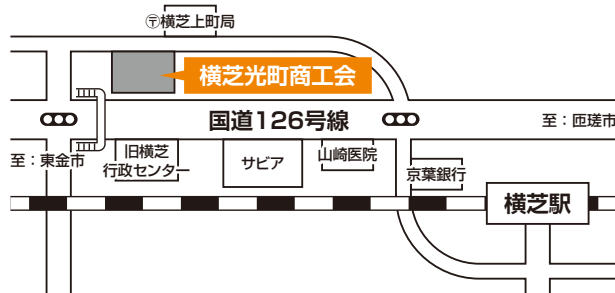 〶横芝上町局
横芝光町商工会
国道126号線
至：匝瑳市
至：東金市
旧横芝
行政センター
サビア
山崎医院
京葉銀行
横芝駅